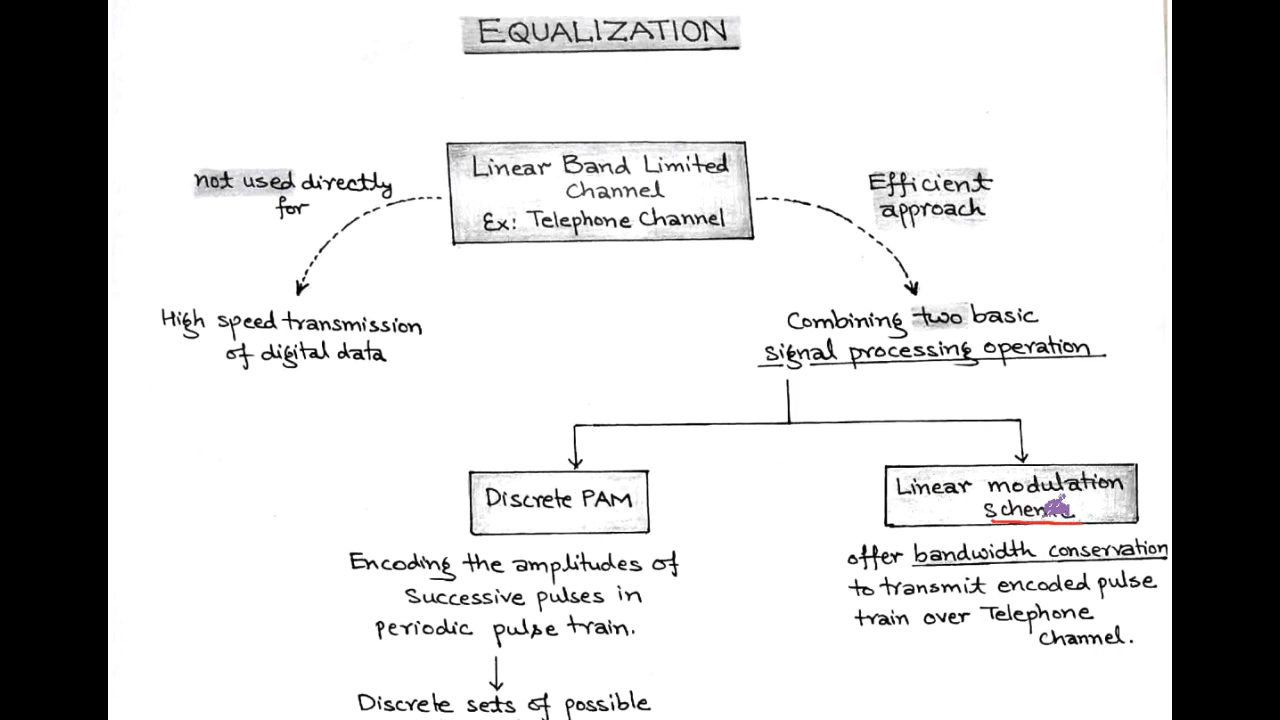 EQUALIZATION
Linear Band Limited
Channel
Ex: Telephone Channel
not used directly
for
Efficient
approach
High speed transmission
of digital data
Combining two basic
signal processing operation
Discrete PAM
Linear modulation
Encoding the amplitudes of
Successive pulses in
periodic pulse train.
offer bandwidth conservation
to transmit encoded pulse
train over Telephone
channel.
Discrete sets of possible